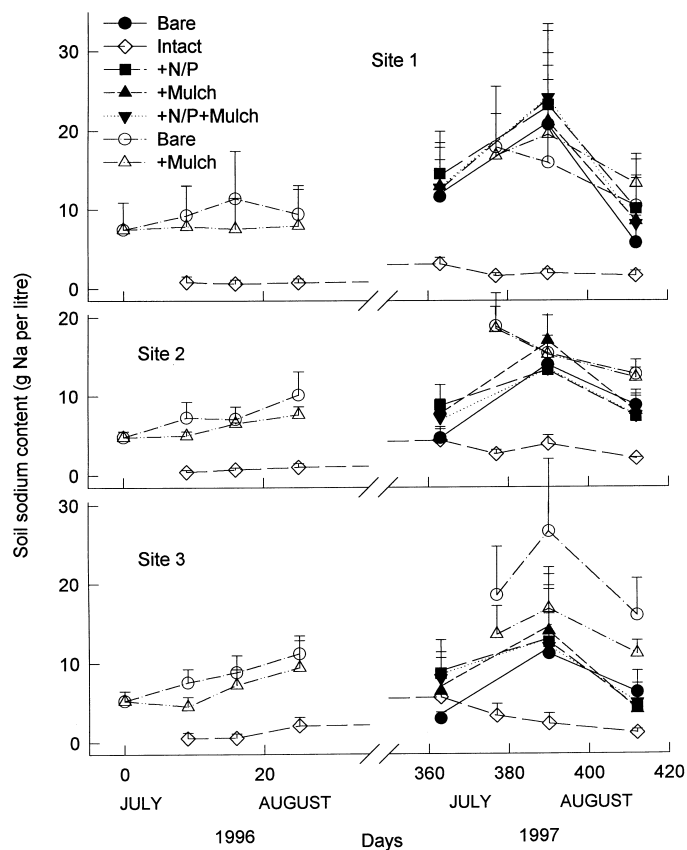 Bare
Intact
+N/P
+Mulch
+N/P+Mulch
Bare
+Mulch
Site 1
35
30
20
10
0
Soil sodium content (g Na per litre)
Site 2
20
10
0
Site 3
30
20
10
0
0 20 360 380 400 420
JULY AUGUST JULY AUGUST
1996 Days 1997